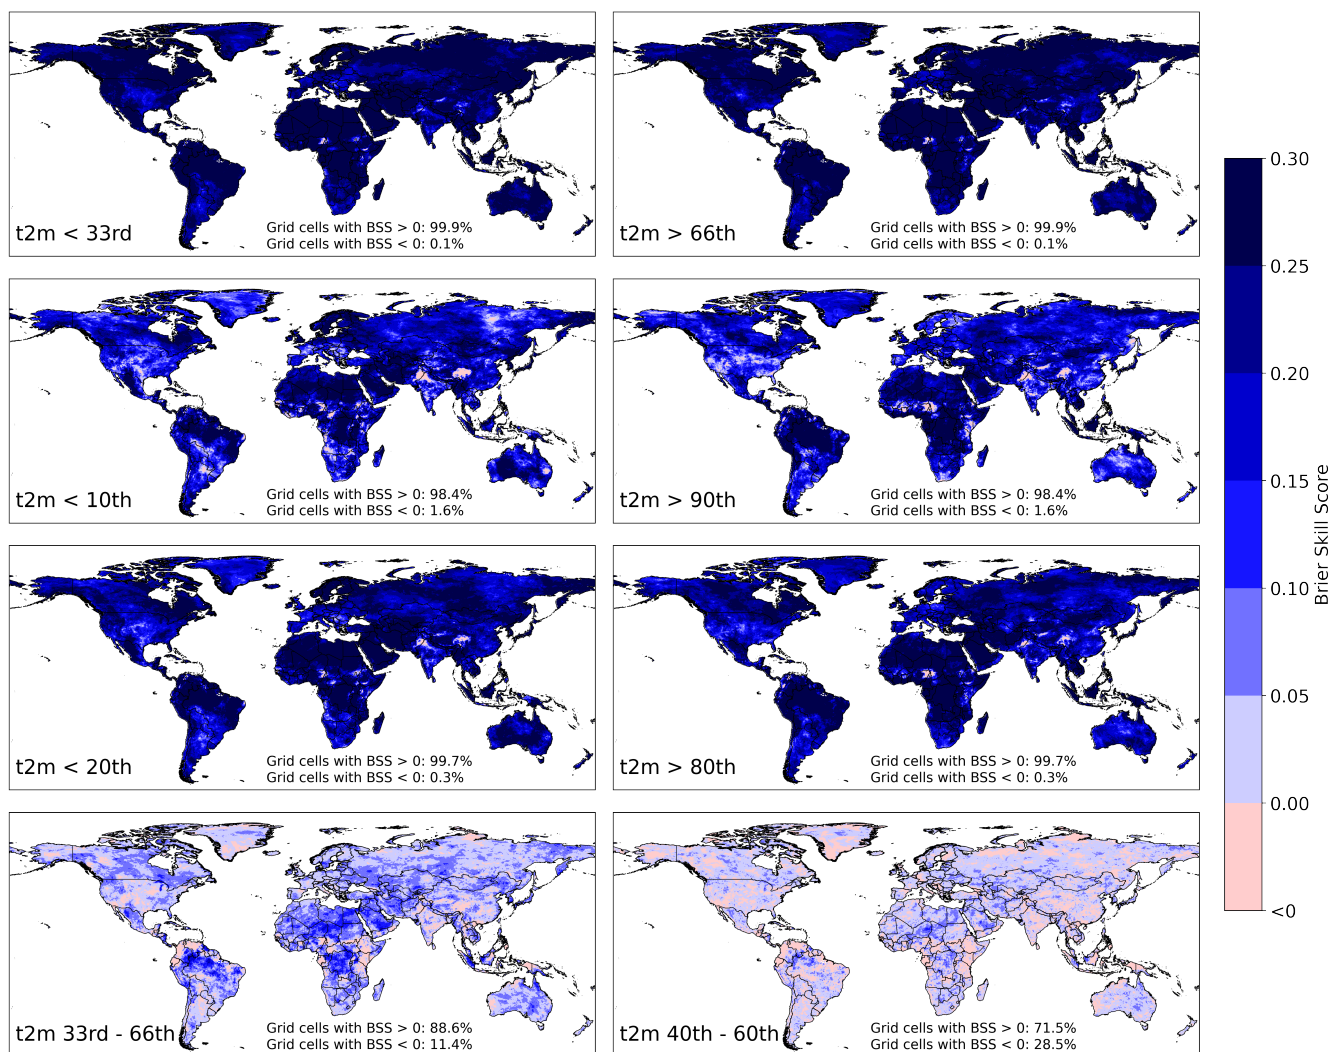 t2m < 33rd
Grid cells with BSS > 0: 99.9%
Grid cells with BSS < 0: 0.1%
t2m > 66th
Grid cells with BSS > 0: 99.9%
Grid cells with BSS < 0: 0.1%
t2m < 10th
Grid cells with BSS > 0: 98.4%
Grid cells with BSS < 0: 1.6%
t2m > 90th
Grid cells with BSS > 0: 98.4%
Grid cells with BSS < 0: 1.6%
t2m < 20th
Grid cells with BSS > 0: 99.7%
Grid cells with BSS < 0: 0.3%
t2m > 80th
Grid cells with BSS > 0: 99.7%
Grid cells with BSS < 0: 0.3%
t2m 33rd - 66th
Grid cells with BSS > 0: 88.6%
Grid cells with BSS < 0: 11.4%
t2m 40th - 60th
Grid cells with BSS > 0: 71.5%
Grid cells with BSS < 0: 28.5%
0.30
0.25
0.20
0.15
0.10
0.05
0.00
<0
Brier Skill Score